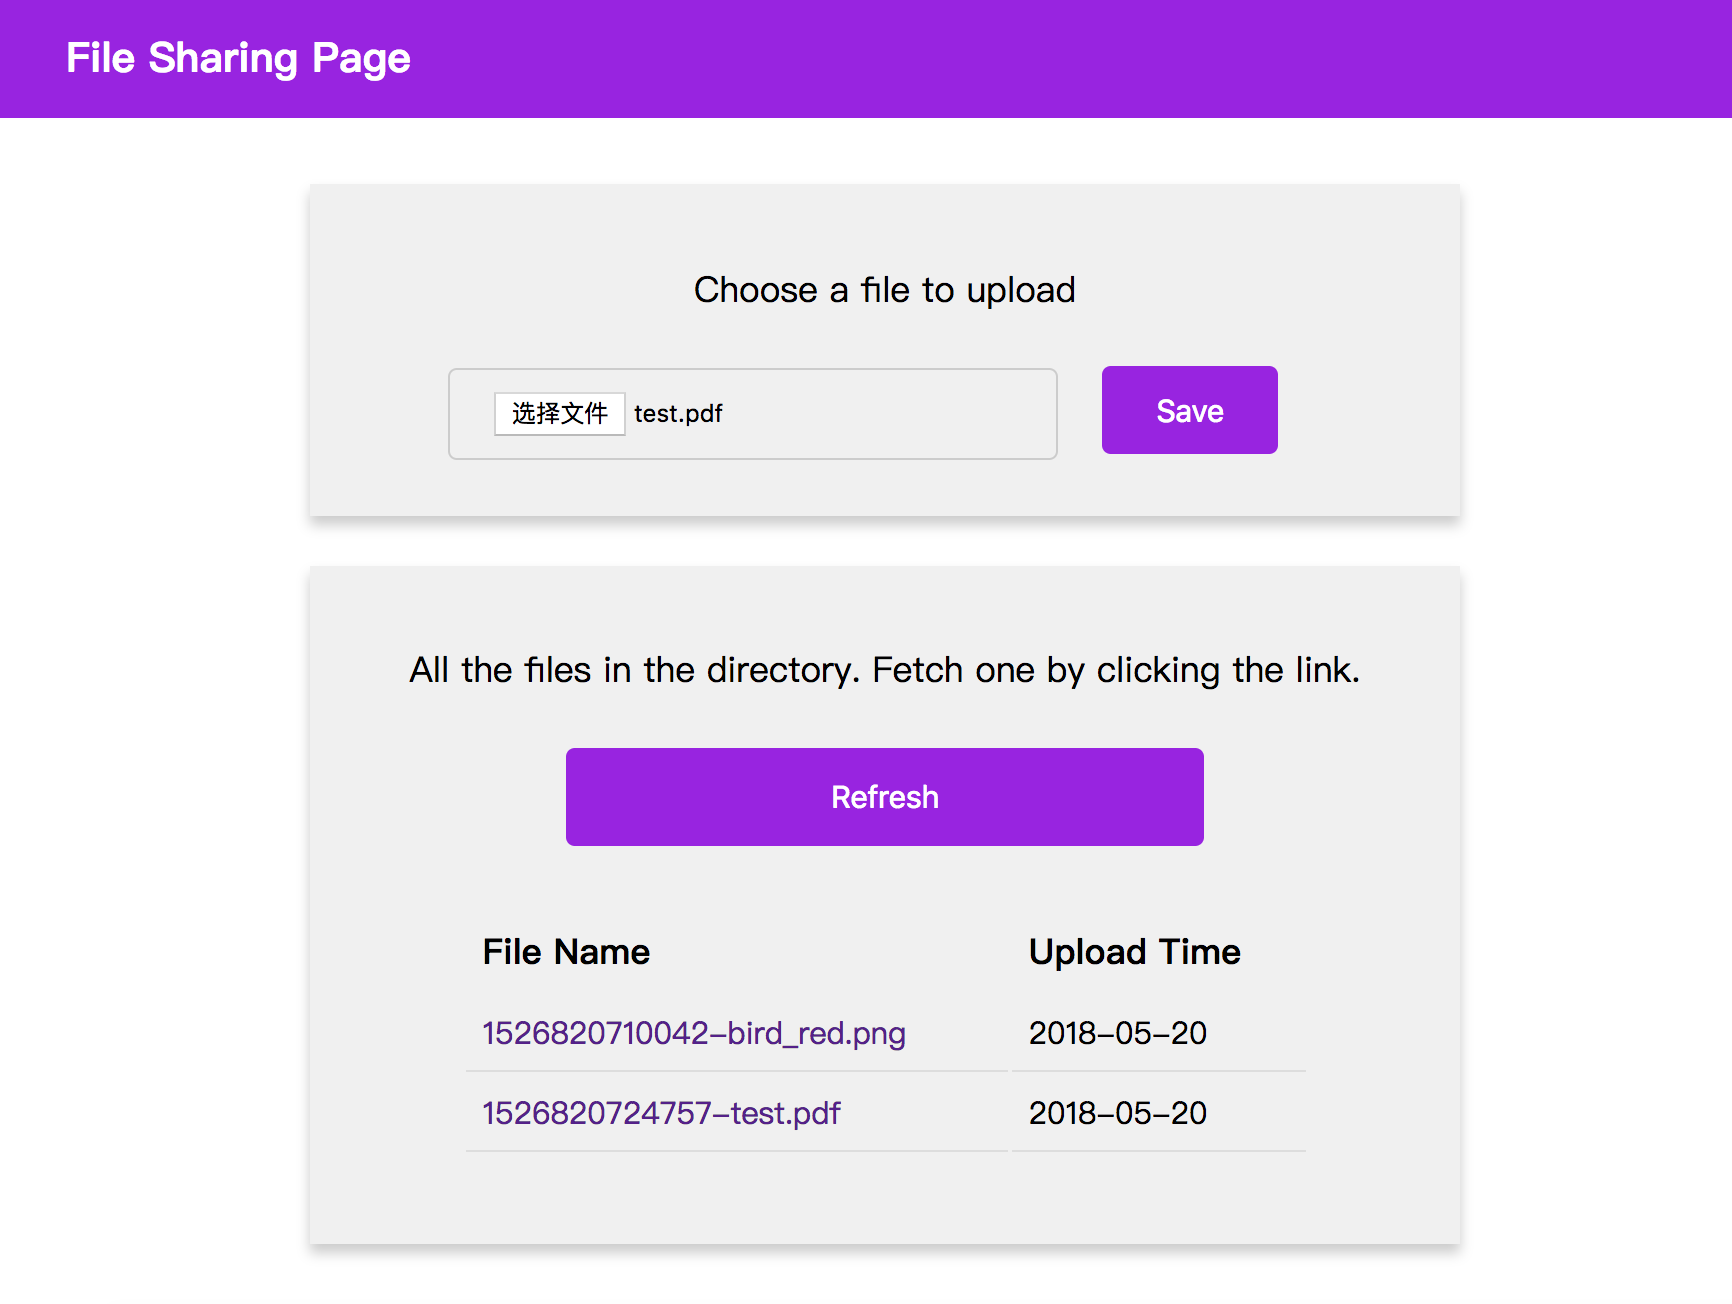 File Sharing Page
Choose a file to upload
选择文件 test.pdf
Save
All the files in the directory. Fetch one by clicking the link.
Refresh
File Name Upload Time
1526820710042-bird_red.png 2018-05-20
1526820724757-test.pdf 2018-05-20